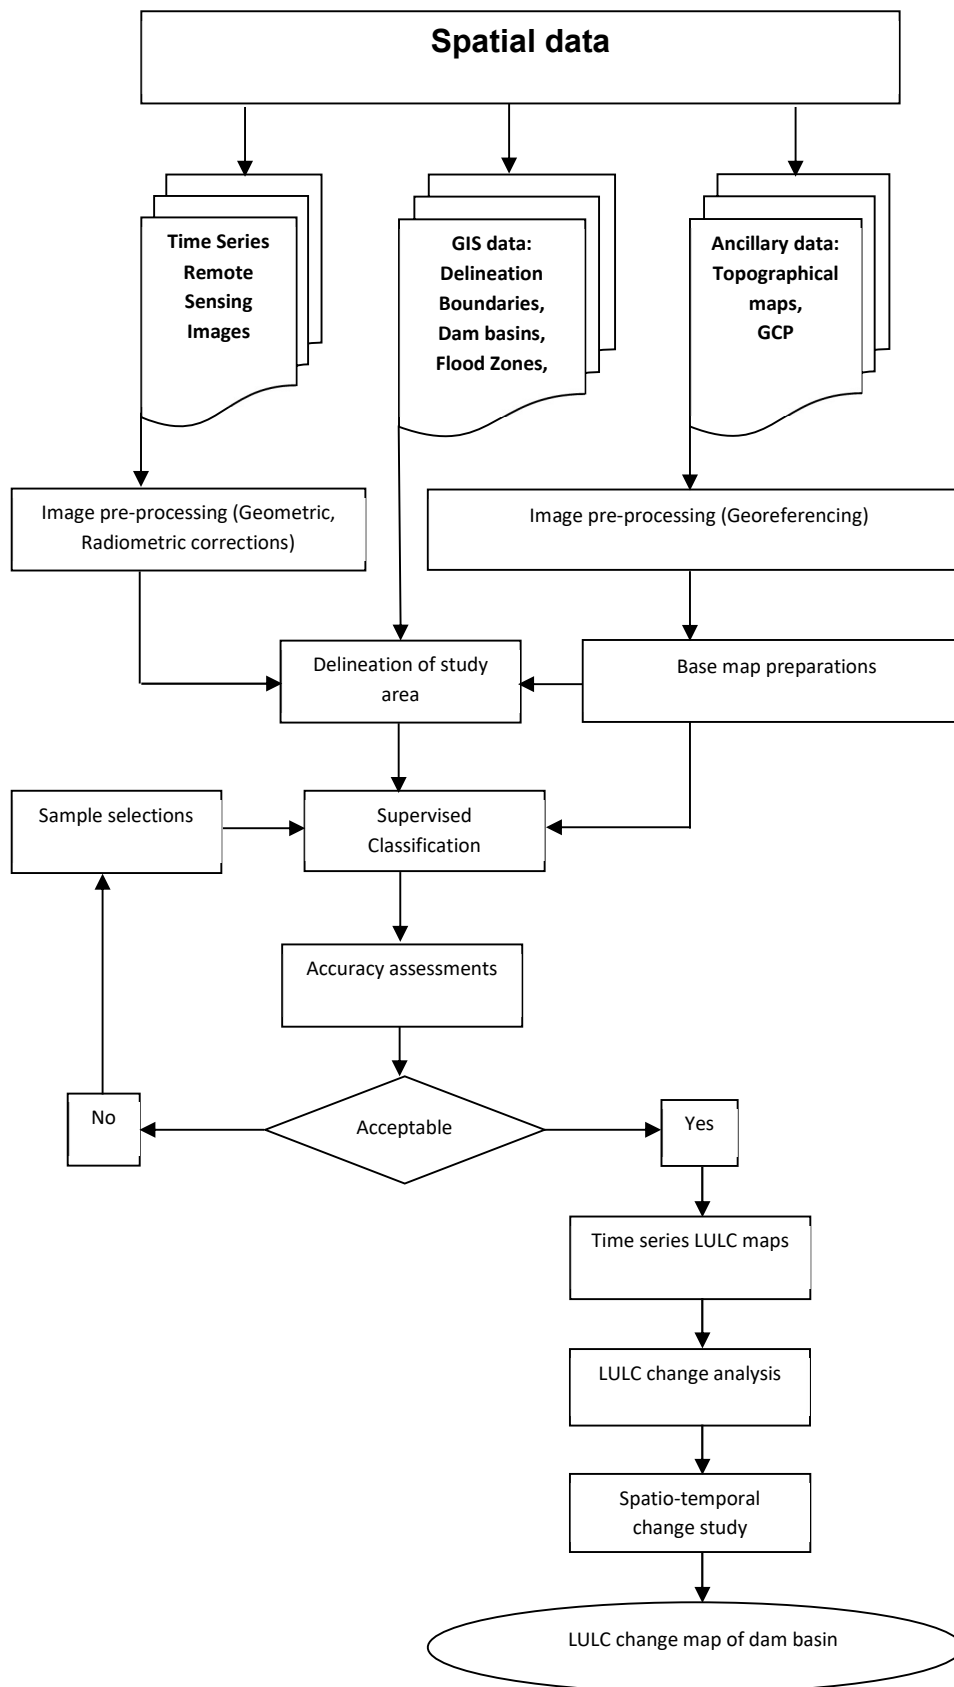 Spatial data
Time Series
Remote
Sensing
Images
GIS data:
Delineation
Boundaries,
Dam basins,
Flood Zones,
Ancillary data:
Topographical
maps,
GCP
Image pre-processing (Geometric,
Radiometric corrections)
Image pre-processing (Georeferencing)
Delineation of study
area
Base map preparations
Sample selections
Supervised
Classification
Accuracy assessments
No
Acceptable
Yes
Time series LULC maps
LULC change analysis
Spatio-temporal
change study
LULC change map of dam basin